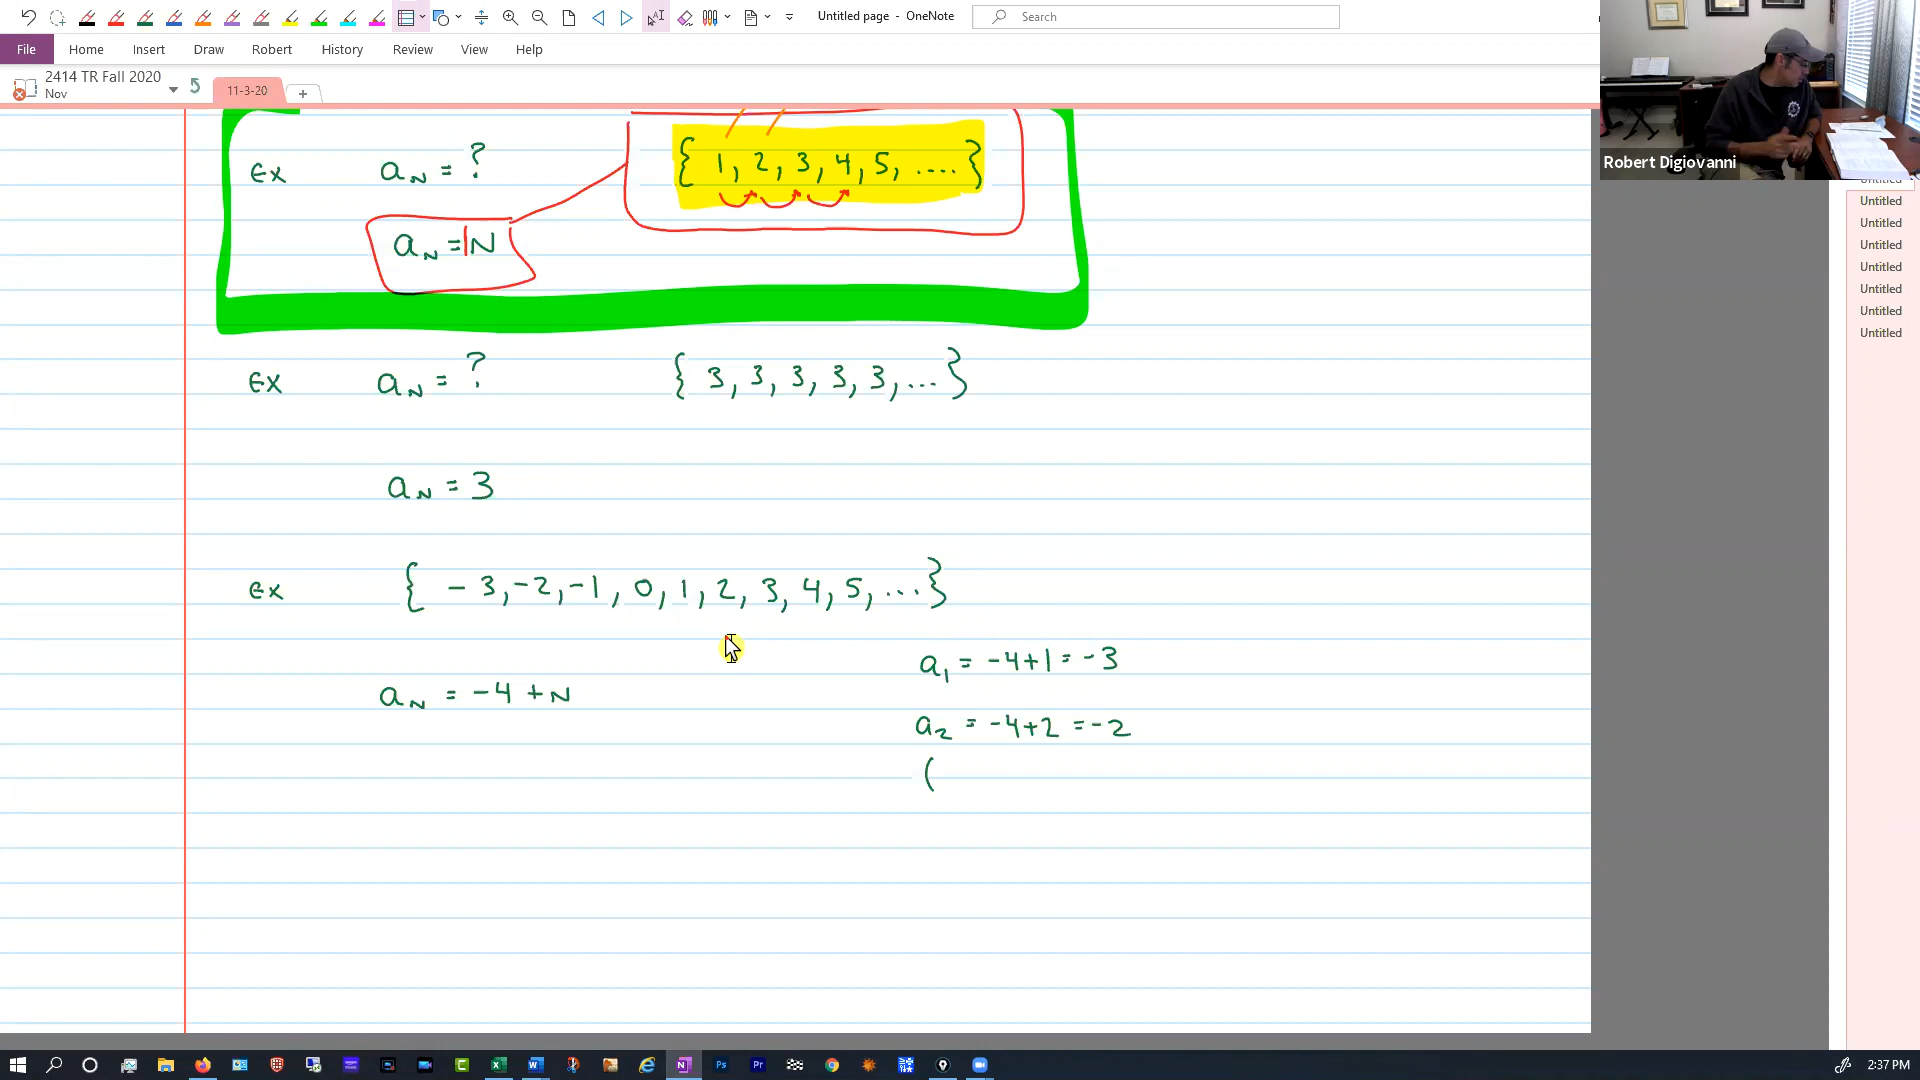 Untitled page - OneNote
Search
File Home Insert Draw Robert History Review View Help
2414 TR Fall 2020
Nov
11-3-20
Robert Digiovanni
Untitled
Untitled
Untitled
Untitled
Untitled
Untitled
Untitled
Untitled
Ex aₙ = ? { 1, 2, 3, 4, 5, .... }
aₙ = 1N
Ex aₙ = ? { 3, 3, 3, 3, 3, ... }
aₙ = 3
Ex { -3, -2, -1, 0, 1, 2, 3, 4, 5, ... }
a₁ = -4+1 = -3
aₙ = -4 + N
a₂ = -4+2 = -2
(
2:37 PM